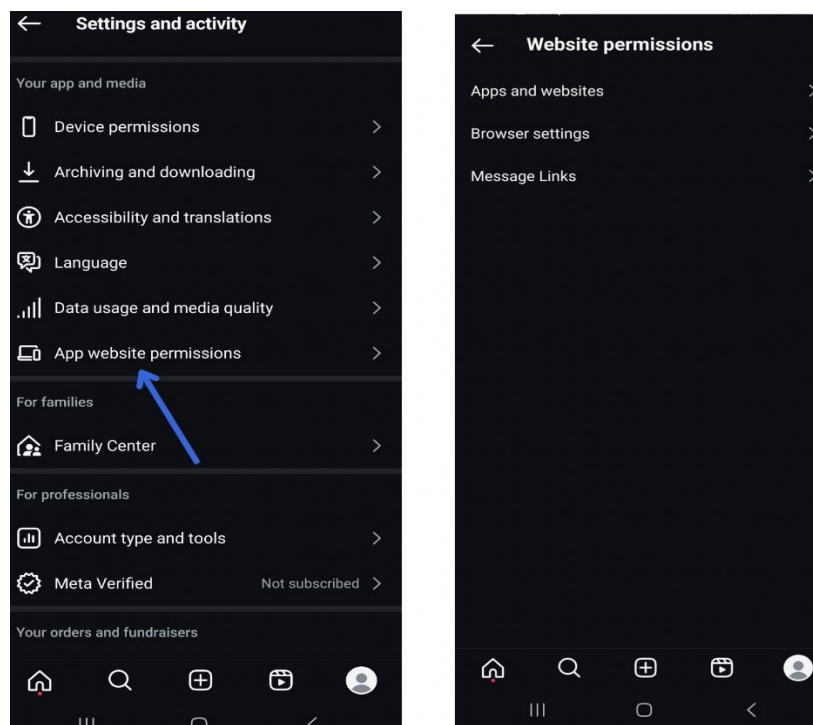 Settings and activity
Your app and media
Device permissions
Archiving and downloading
Accessibility and translations
Language
Data usage and media quality
App website permissions
For families
Family Center
For professionals
Account type and tools
Meta Verified Not subscribed
Your orders and fundraisers
Website permissions
Apps and websites
Browser settings
Message Links